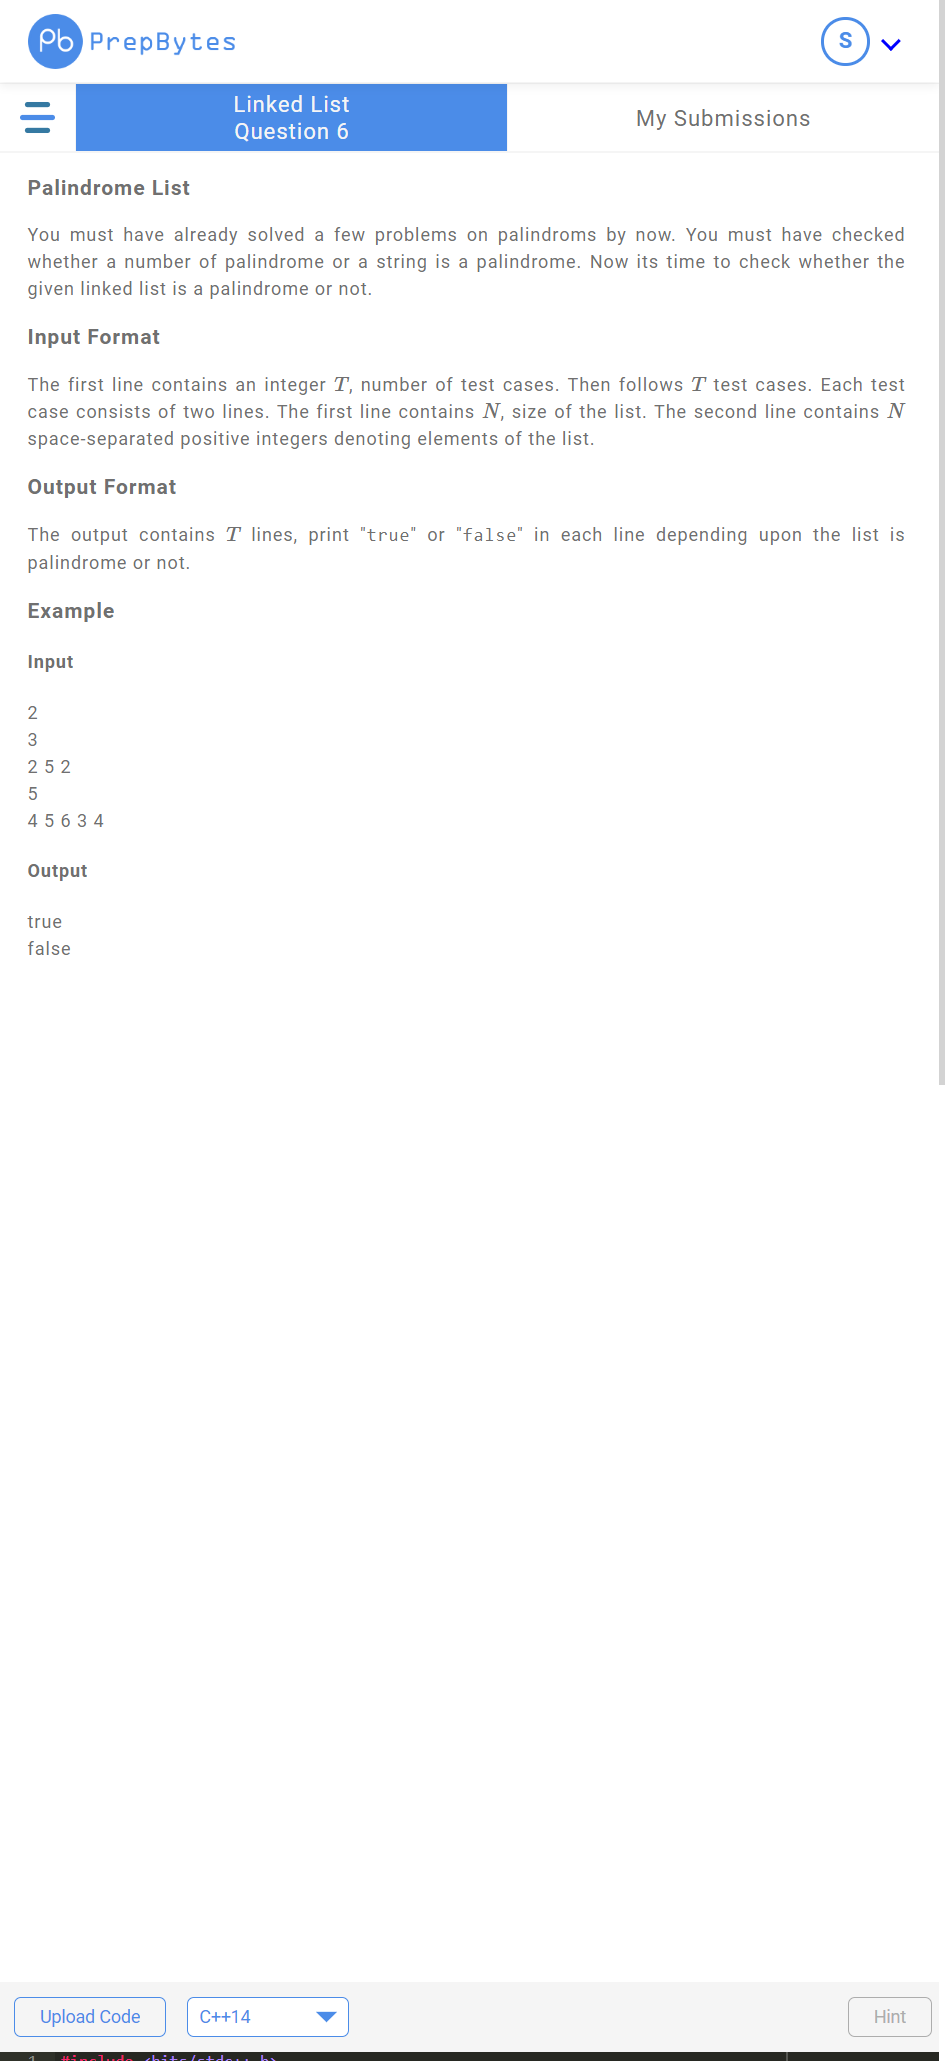 Pb PrepBytes
S
Linked List
Question 6
My Submissions
Palindrome List
You must have already solved a few problems on palindroms by now. You must have checked
whether a number of palindrome or a string is a palindrome. Now its time to check whether the
given linked list is a palindrome or not.
Input Format
The first line contains an integer T, number of test cases. Then follows T test cases. Each test
case consists of two lines. The first line contains N, size of the list. The second line contains N
space-separated positive integers denoting elements of the list.
Output Format
The output contains T lines, print "true" or "false" in each line depending upon the list is
palindrome or not.
Example
Input
2
3
2 5 2
5
4 5 6 3 4
Output
true
false
Upload Code
C++14
Hint
1 #include <bits/stdc++.h>